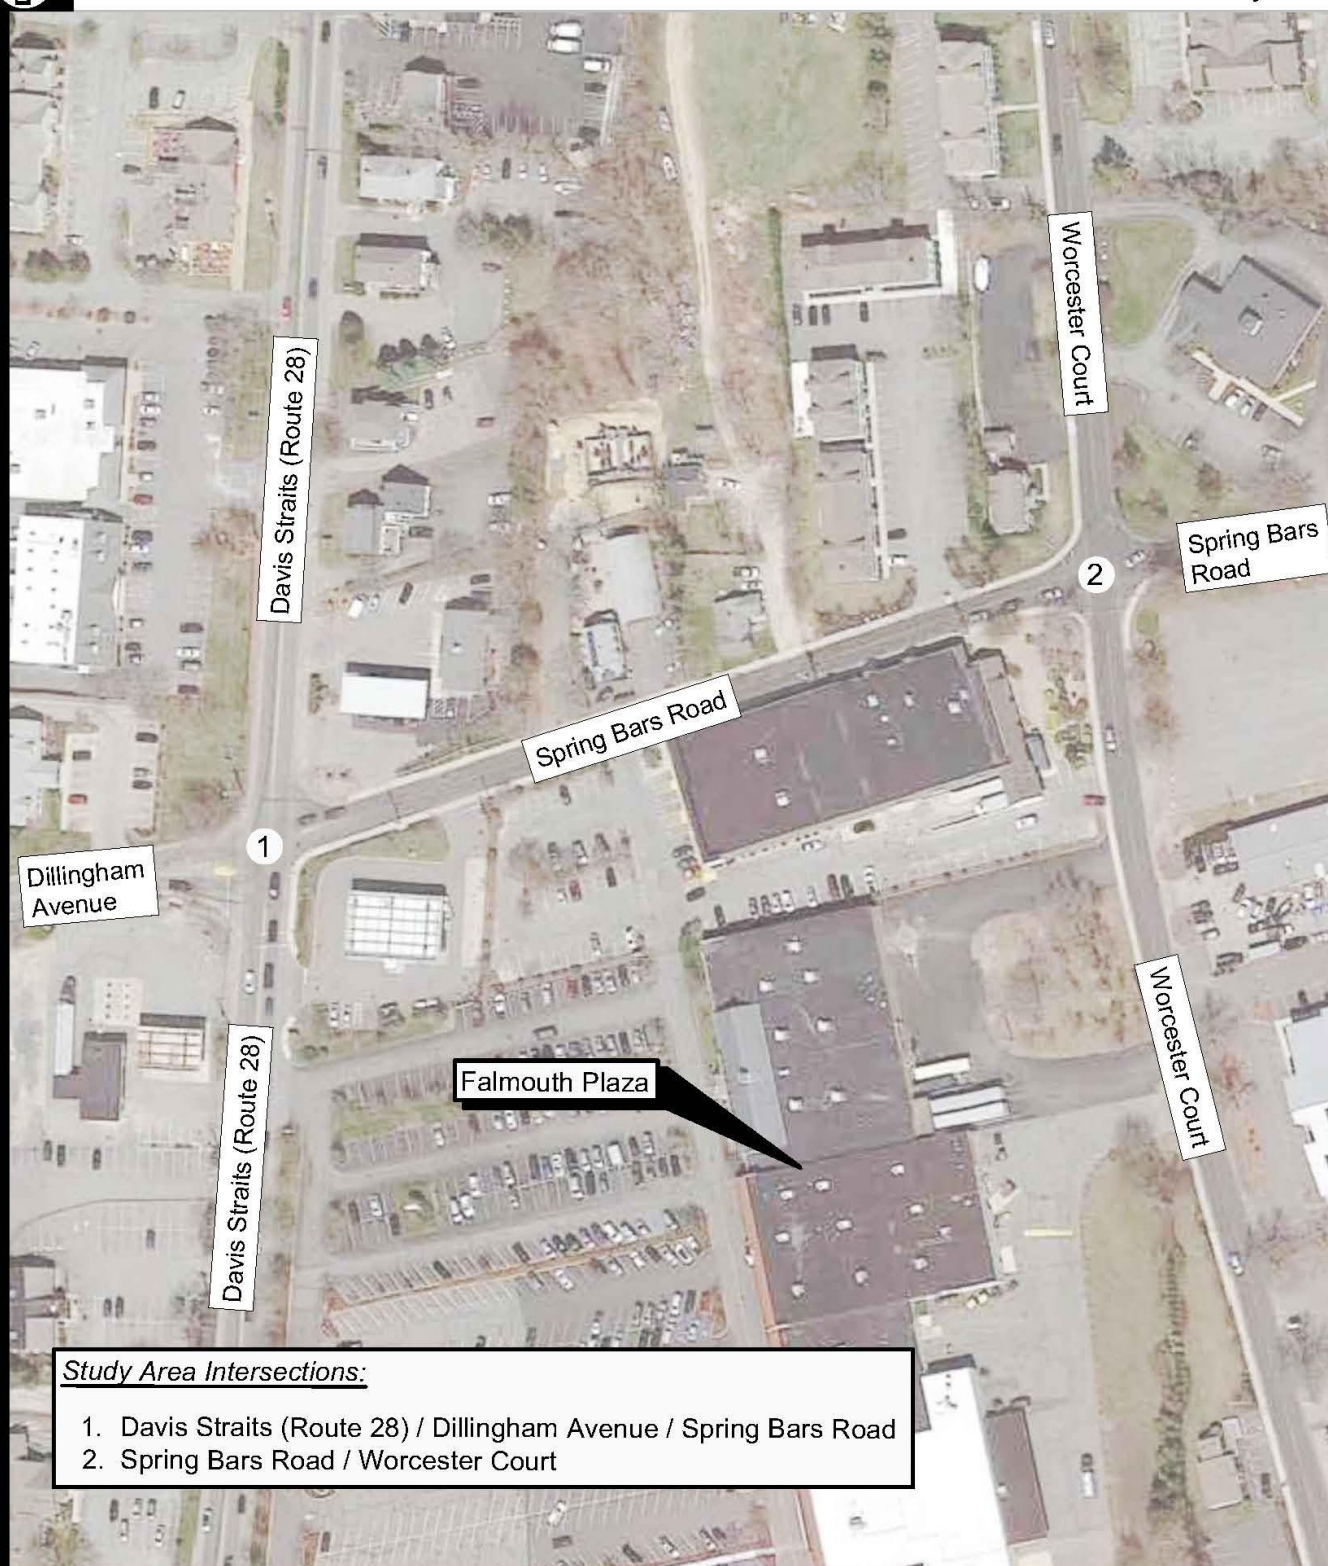 Worcester Court
Davis Straits (Route 28)
Spring Bars
Road
2
Spring Bars Road
1
Dillingham
Avenue
Worcester Court
Davis Straits (Route 28)
Falmouth Plaza
Study Area Intersections:
1. Davis Straits (Route 28) / Dillingham Avenue / Spring Bars Road
2. Spring Bars Road / Worcester Court